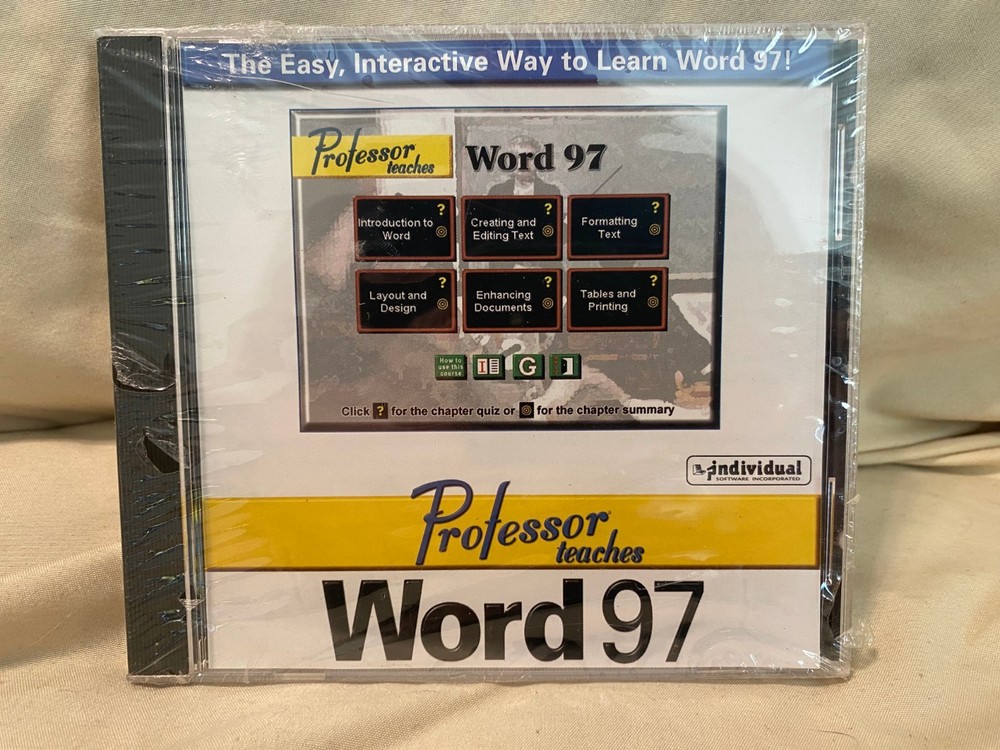 The Easy, Interactive Way to Learn Word 97!
Professor
teaches
Word 97
?
?
?
Introduction to
Word
Creating and
Editing Text
Formatting
Text
?
?
?
Layout and
Design
Enhancing
Documents
Tables and
Printing
How to
use this
course
I
G
Click ? for the chapter quiz or for the chapter summary
individual
SOFTWARE INCORPORATED
Professor®
teaches
Word 97